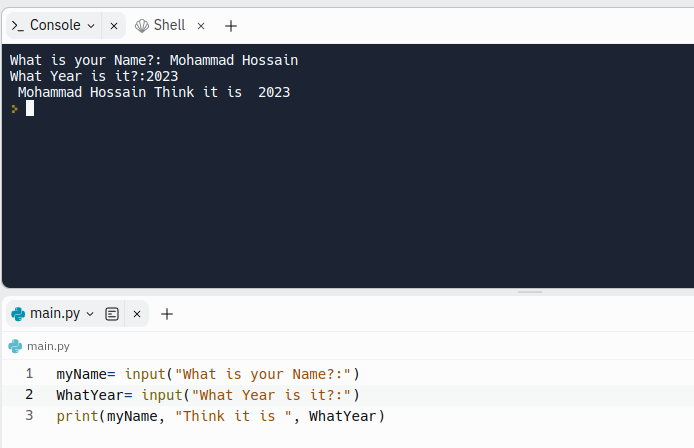 Console Shell
What is your Name?: Mohammad Hossain
What Year is it?:2023
 Mohammad Hossain Think it is  2023
main.py
main.py
1 myName= input("What is your Name?:")
2 WhatYear= input("What Year is it?:")
3 print(myName, "Think it is ", WhatYear)